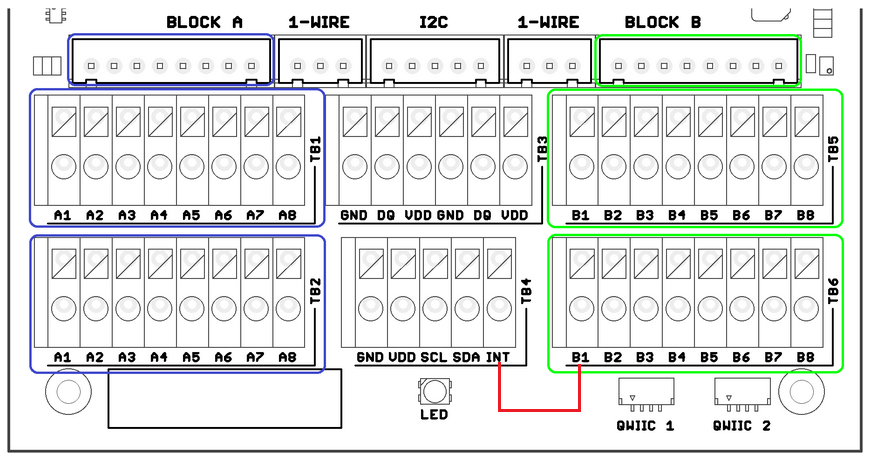 BLOCK A 1-WIRE I2C 1-WIRE BLOCK B
TB1 TB3 TB5
A1 A2 A3 A4 A5 A6 A7 A8 GND DQ VDD GND DQ VDD B1 B2 B3 B4 B5 B6 B7 B8
TB2 TB4 TB6
A1 A2 A3 A4 A5 A6 A7 A8 GND VDD SCL SDA INT B1 B2 B3 B4 B5 B6 B7 B8
LED
QWIIC 1 QWIIC 2